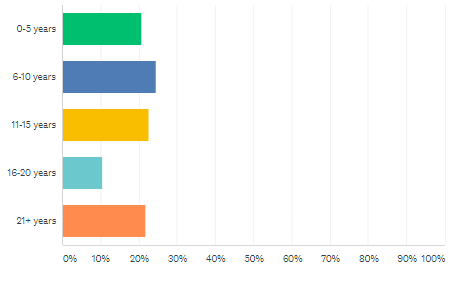 0-5 years
6-10 years
11-15 years
16-20 years
21+ years
0% 10% 20% 30% 40% 50% 60% 70% 80% 90% 100%